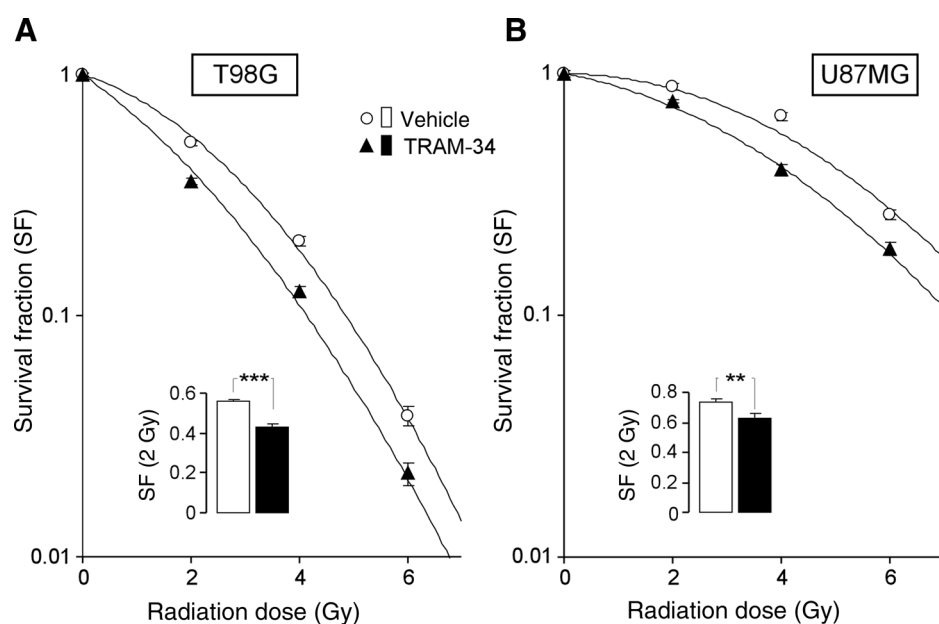 A
T98G
Vehicle
TRAM-34
Survival fraction (SF)
1
0.1
0.01
0 2 4 6
Radiation dose (Gy)
SF (2 Gy)
0.6
0.4
0.2
0
***
B
U87MG
Survival fraction (SF)
1
0.1
0.01
0 2 4 6
Radiation dose (Gy)
SF (2 Gy)
0.8
0.6
0.4
0.2
0
**